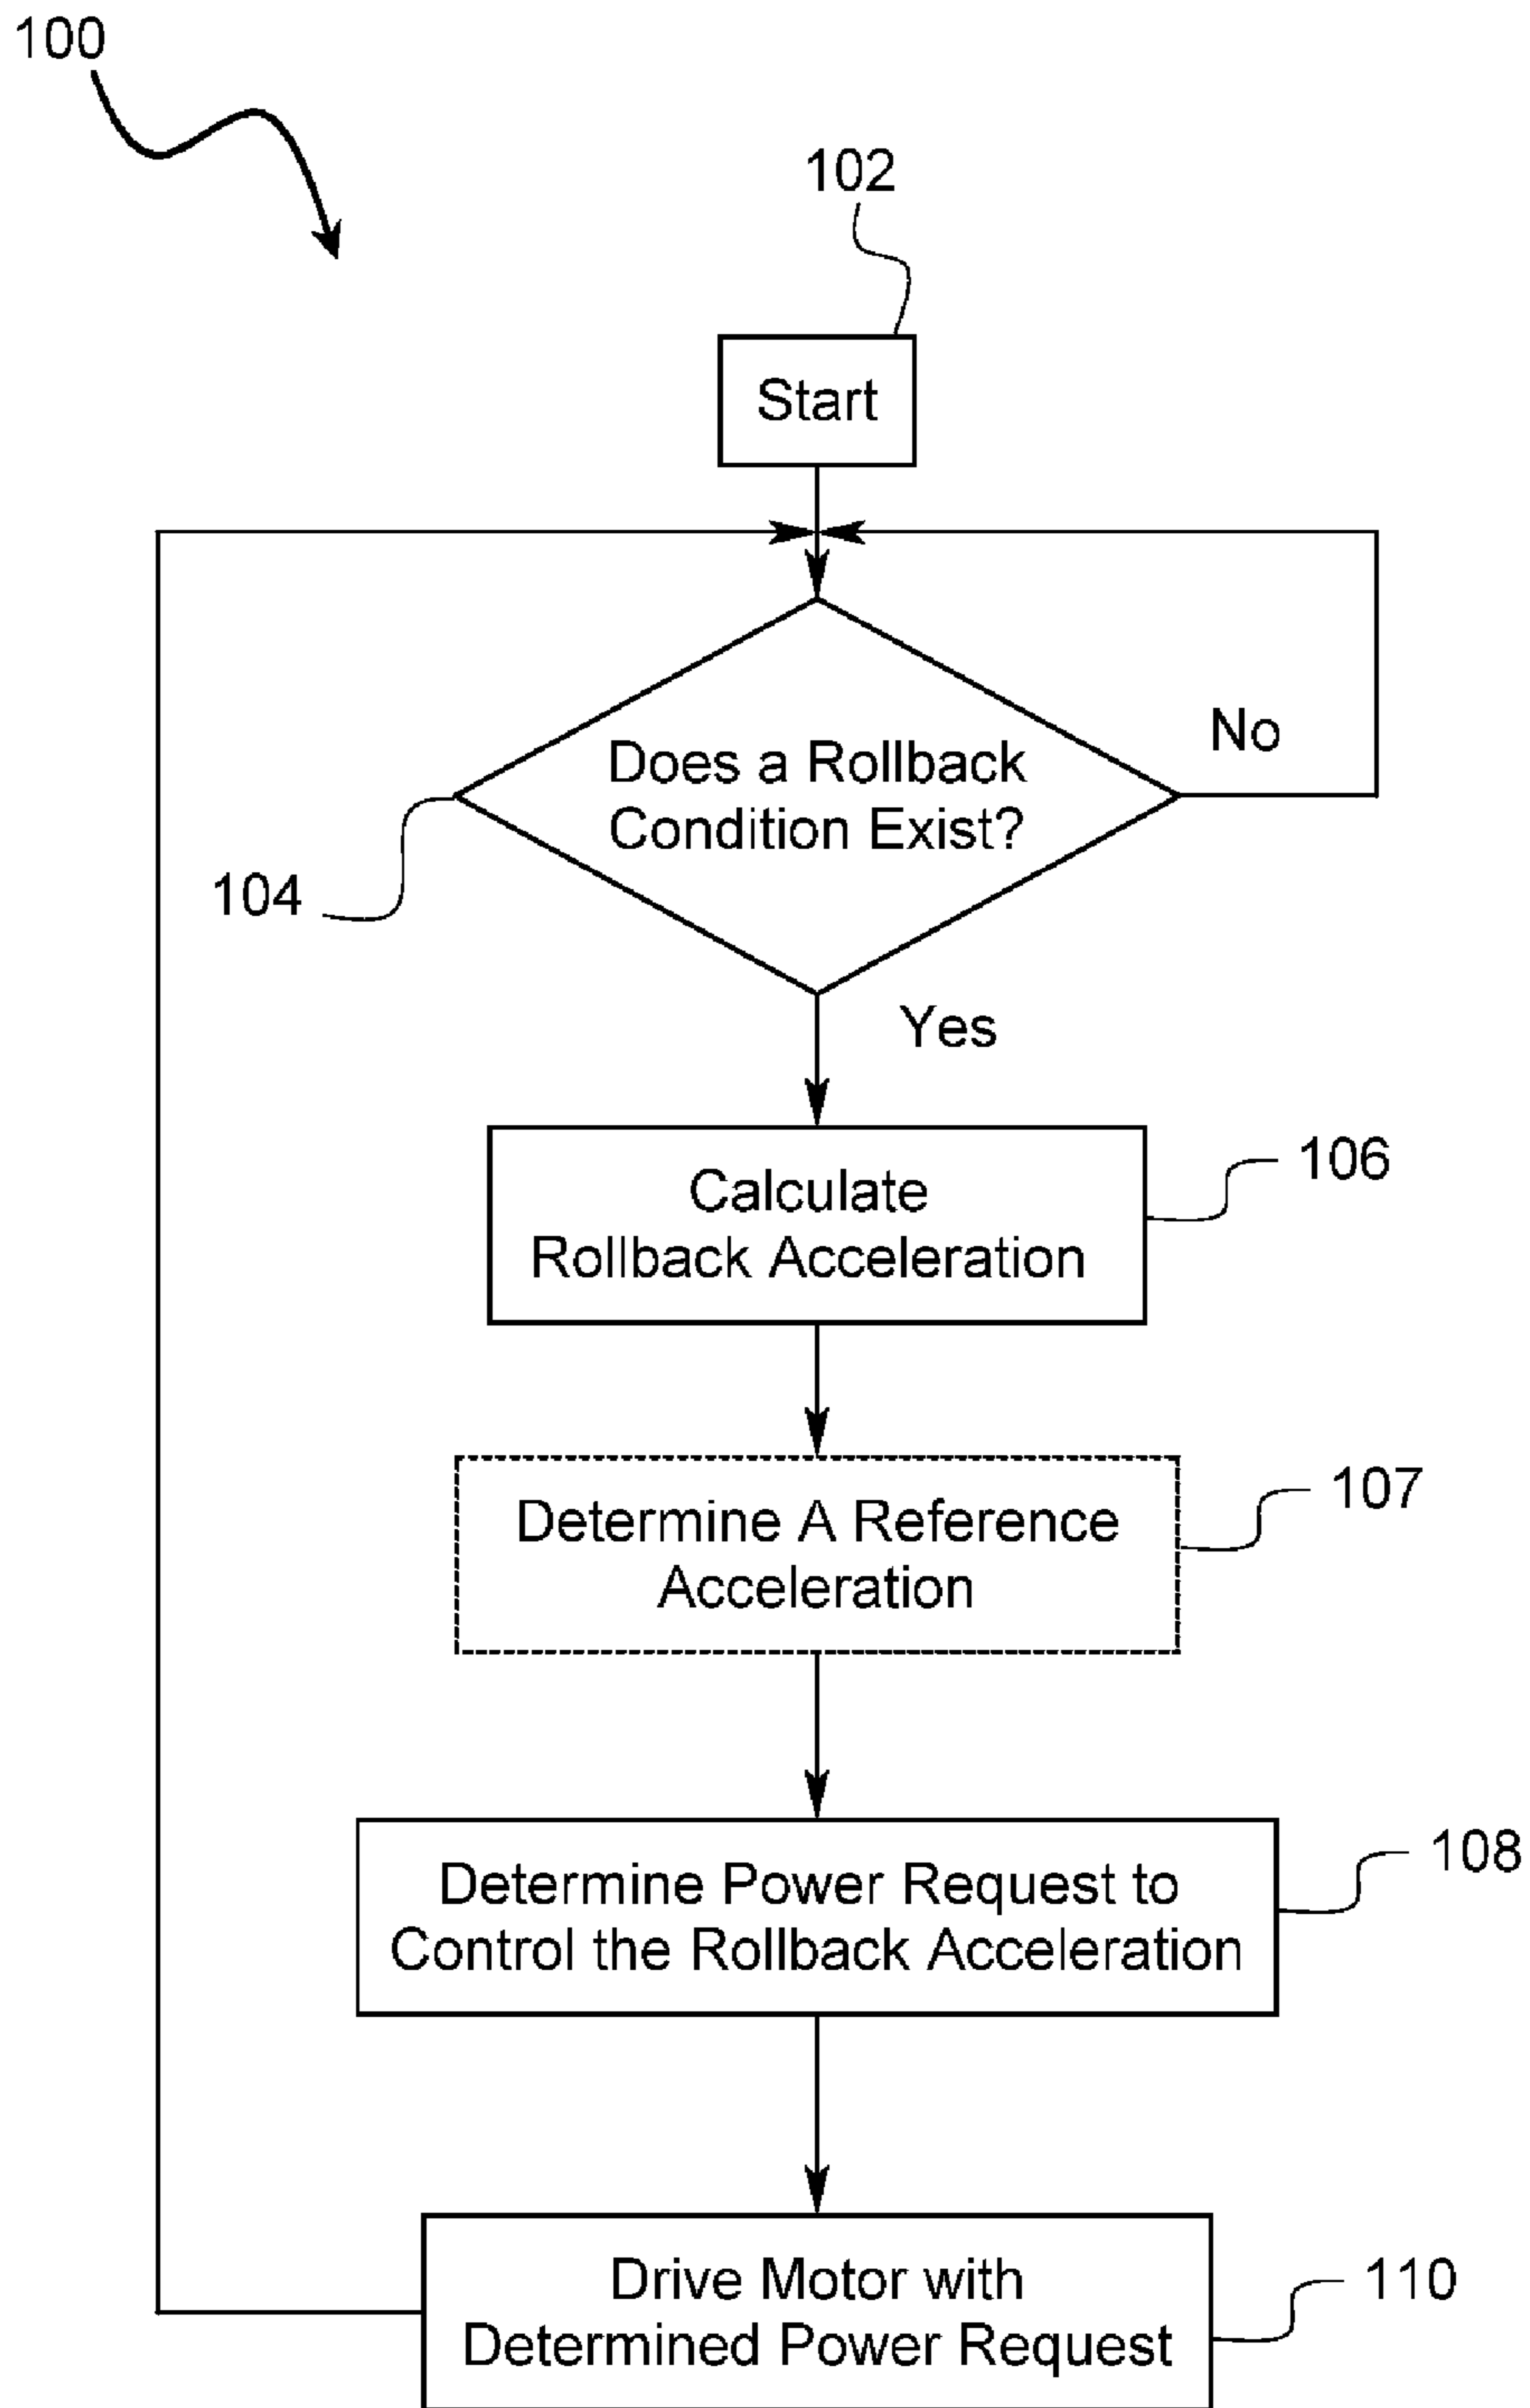 100
102
Start
Does a Rollback
Condition Exist?
No
104
Yes
Calculate
Rollback Acceleration
106
Determine A Reference
Acceleration
107
Determine Power Request to
Control the Rollback Acceleration
108
Drive Motor with
Determined Power Request
110